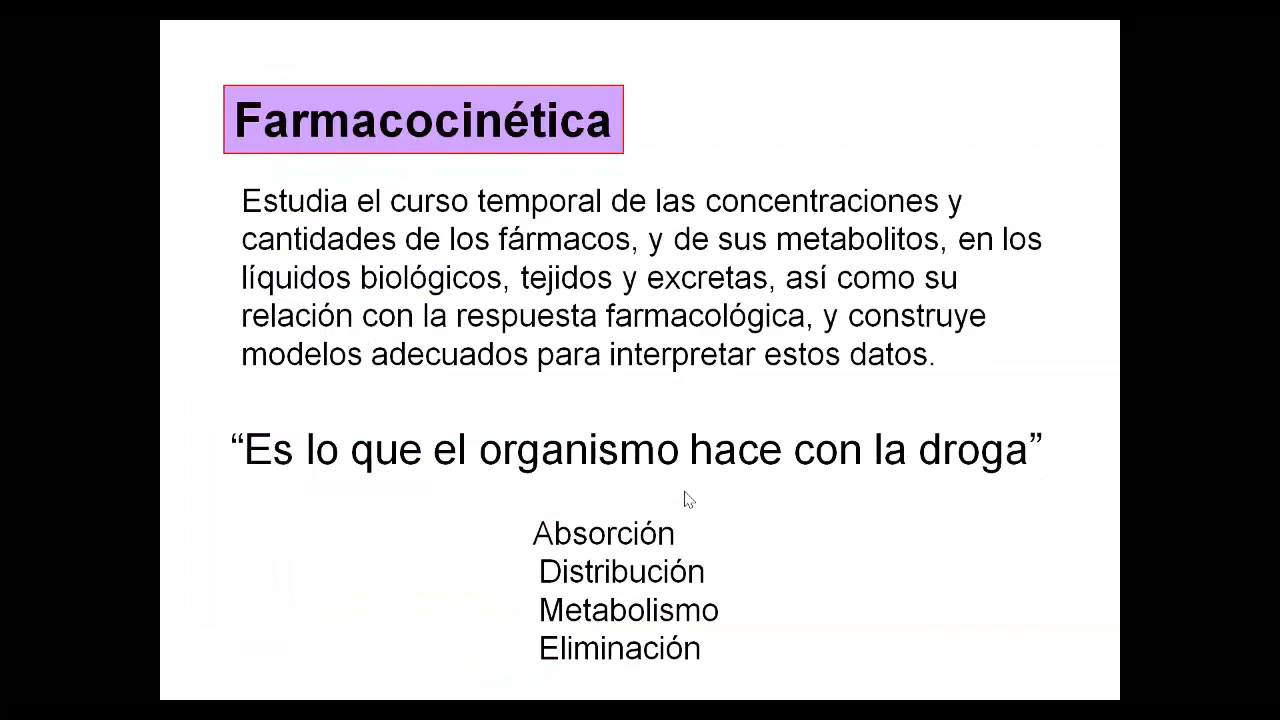 Farmacocinética
Estudia el curso temporal de las concentraciones y
cantidades de los fármacos, y de sus metabolitos, en los
líquidos biológicos, tejidos y excretas, así como su
relación con la respuesta farmacológica, y construye
modelos adecuados para interpretar estos datos.
“Es lo que el organismo hace con la droga”
Absorción
Distribución
Metabolismo
Eliminación